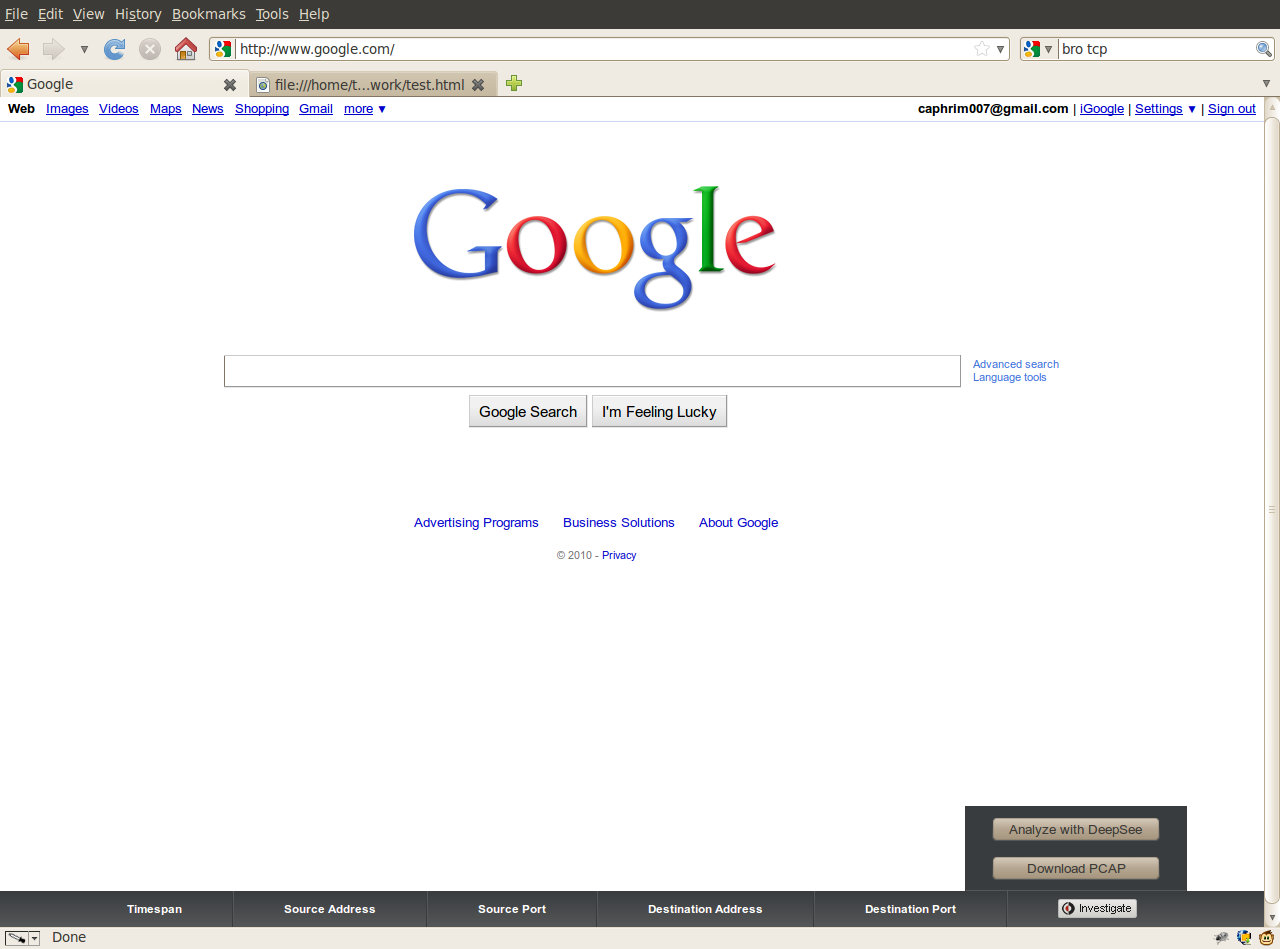 File Edit View History Bookmarks Tools Help
http://www.google.com/ bro tcp
Google file:///home/t...work/test.html
Web Images Videos Maps News Shopping Gmail more ▼ caphrim007@gmail.com | iGoogle | Settings ▼ | Sign out
Google
Advanced search
Language tools
Google Search I'm Feeling Lucky
Advertising Programs Business Solutions About Google
© 2010 - Privacy
Analyze with DeepSee
Download PCAP
Timespan Source Address Source Port Destination Address Destination Port Investigate
Done